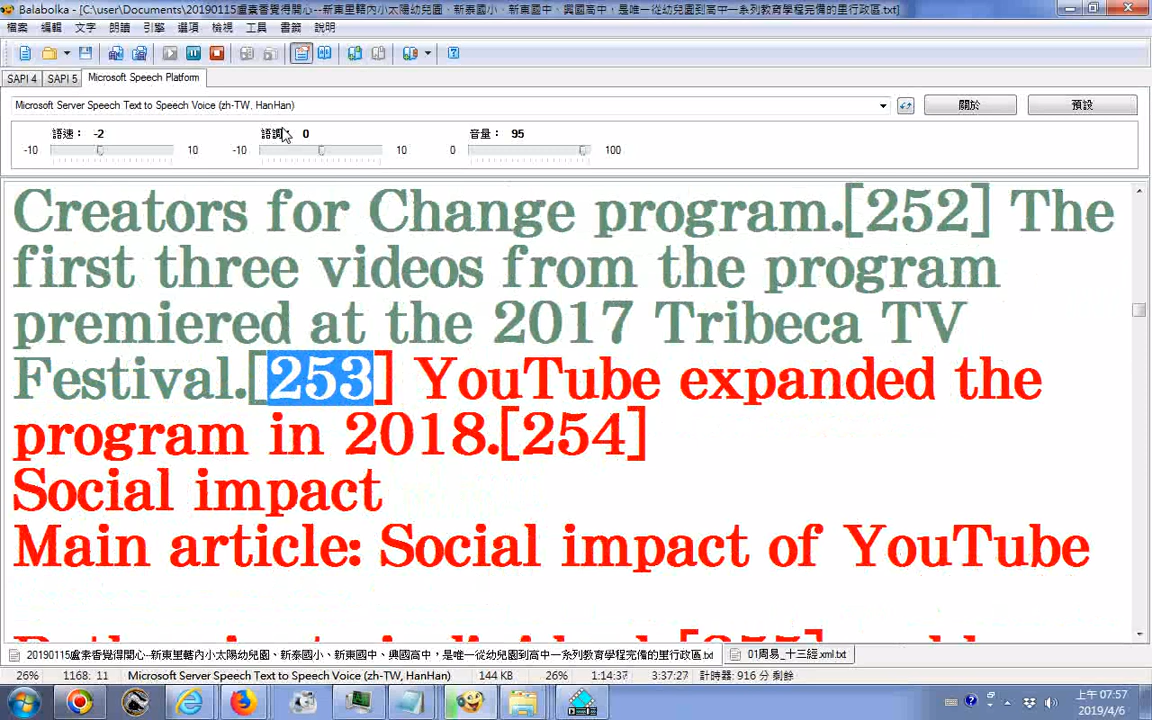 Balabolka - [C:\user\Documents\20190115盧素香覺得開心--新東里轄內小太陽幼兒園、新泰國小、新東國中、興國高中，是唯一從幼兒園到高中一系列教育學程完備的里行政區.txt]
檔案 編輯 文字 朗讀 引擎 選項 檢視 工具 書籤 說明
SAPI 4 SAPI 5 Microsoft Speech Platform
Microsoft Server Speech Text to Speech Voice (zh-TW, HanHan) 關於 預設
語速： -2 語調： 0 音量： 95
-10 10 -10 10 0 100
Creators for Change program.[252] The
first three videos from the program
premiered at the 2017 Tribeca TV
Festival.[253] YouTube expanded the
program in 2018.[254]
Social impact
Main article: Social impact of YouTube
20190115盧素香覺得開心--新東里轄內小太陽幼兒園、新泰國小、新東國中、興國高中，是唯一從幼兒園到高中一系列教育學程完備的里行政區.txt 01周易_十三經.xml.txt
26% 1168: 11 Microsoft Server Speech Text to Speech Voice (zh-TW, HanHan) 144 KB 26% 1:14:37 3:37:27 計時器: 916 分 剩餘
上午 07:57
2019/4/6